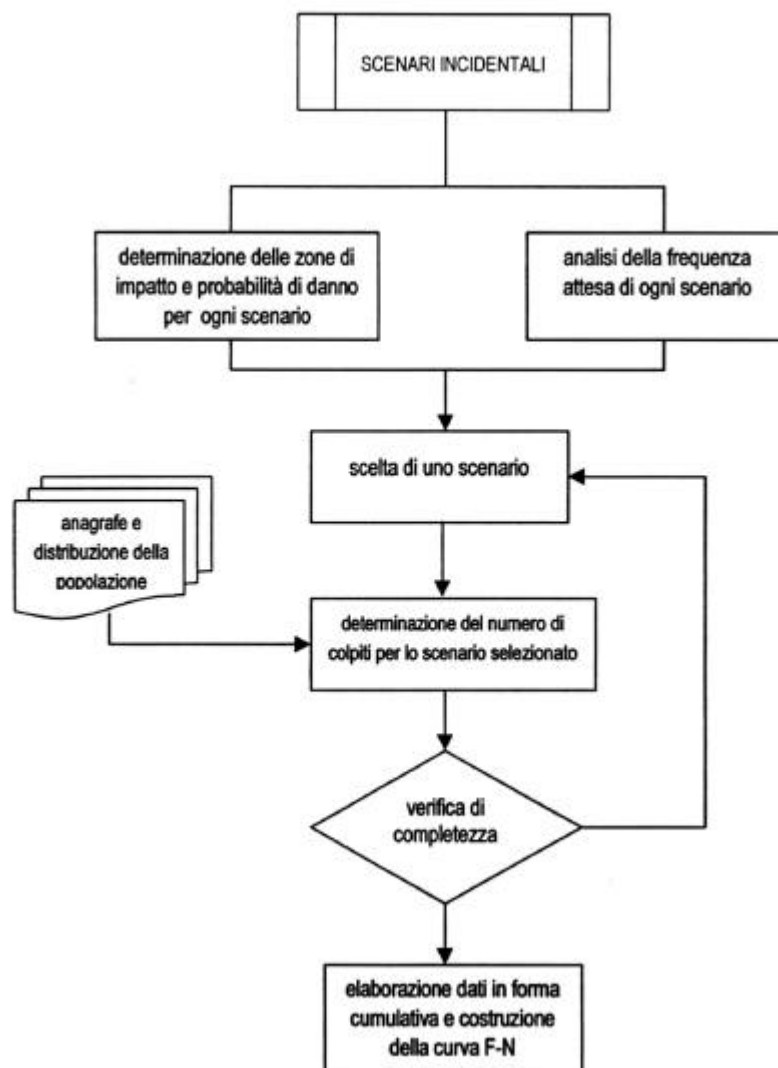 SCENARI INCIDENTALI
determinazione delle zone di
impatto e probabilità di danno
per ogni scenario
analisi della frequenza
attesa di ogni scenario
scelta di uno scenario
anagrafe e
distribuzione della
popolazione
determinazione del numero di
colpiti per lo scenario selezionato
verifica di
completezza
elaborazione dati in forma
cumulativa e costruzione
della curva F-N